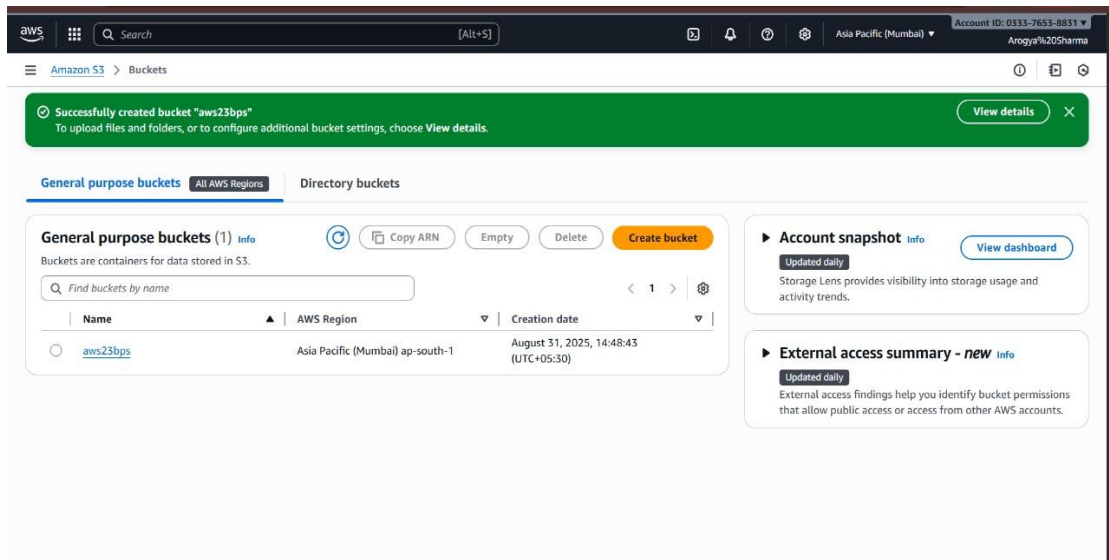 aws
Search [Alt+S]
Asia Pacific (Mumbai) ▼
Account ID: 0333-7653-8831 ▼
Arogya%20Sharma
Amazon S3 > Buckets
Successfully created bucket "aws23bps"
To upload files and folders, or to configure additional bucket settings, choose View details.
View details
General purpose buckets All AWS Regions
Directory buckets
General purpose buckets (1) Info
Copy ARN
Empty
Delete
Create bucket
Buckets are containers for data stored in S3.
Find buckets by name
< 1 >
Name AWS Region Creation date
aws23bps Asia Pacific (Mumbai) ap-south-1 August 31, 2025, 14:48:43
(UTC+05:30)
Account snapshot Info
View dashboard
Updated daily
Storage Lens provides visibility into storage usage and
activity trends.
External access summary - new Info
Updated daily
External access findings help you identify bucket permissions
that allow public access or access from other AWS accounts.